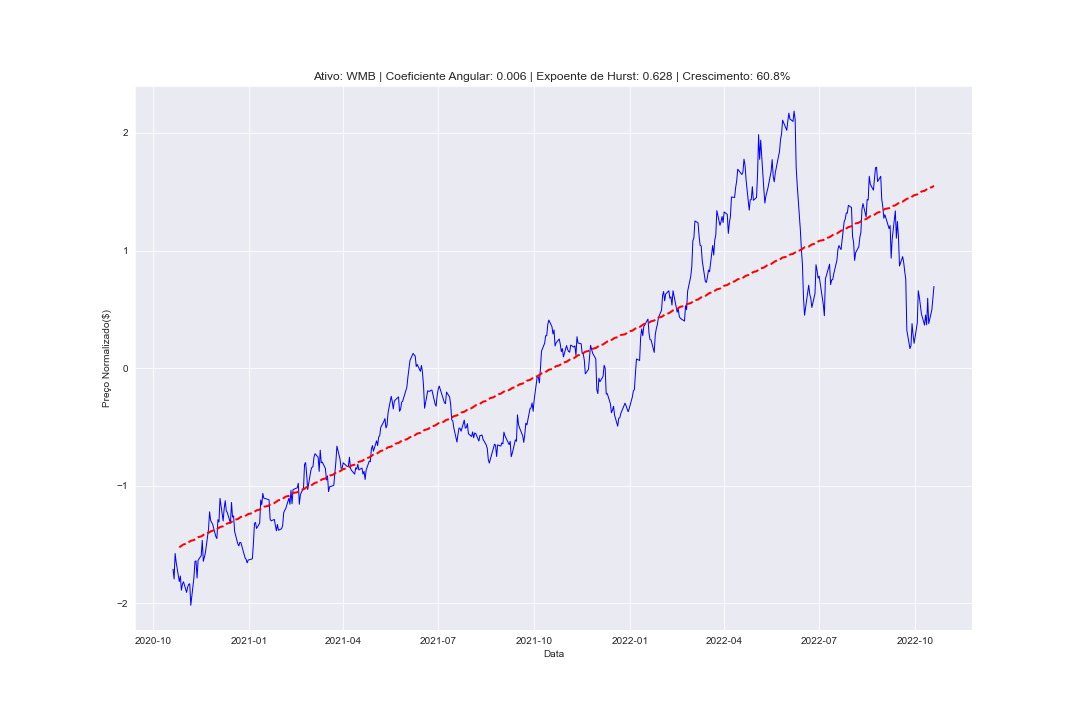 Ativo: WMB | Coeficiente Angular: 0.006 | Expoente de Hurst: 0.628 | Crescimento: 60.8%
Preço Normalizado($)
2
1
0
−1
−2
2020-10 2021-01 2021-04 2021-07 2021-10 2022-01 2022-04 2022-07 2022-10
Data